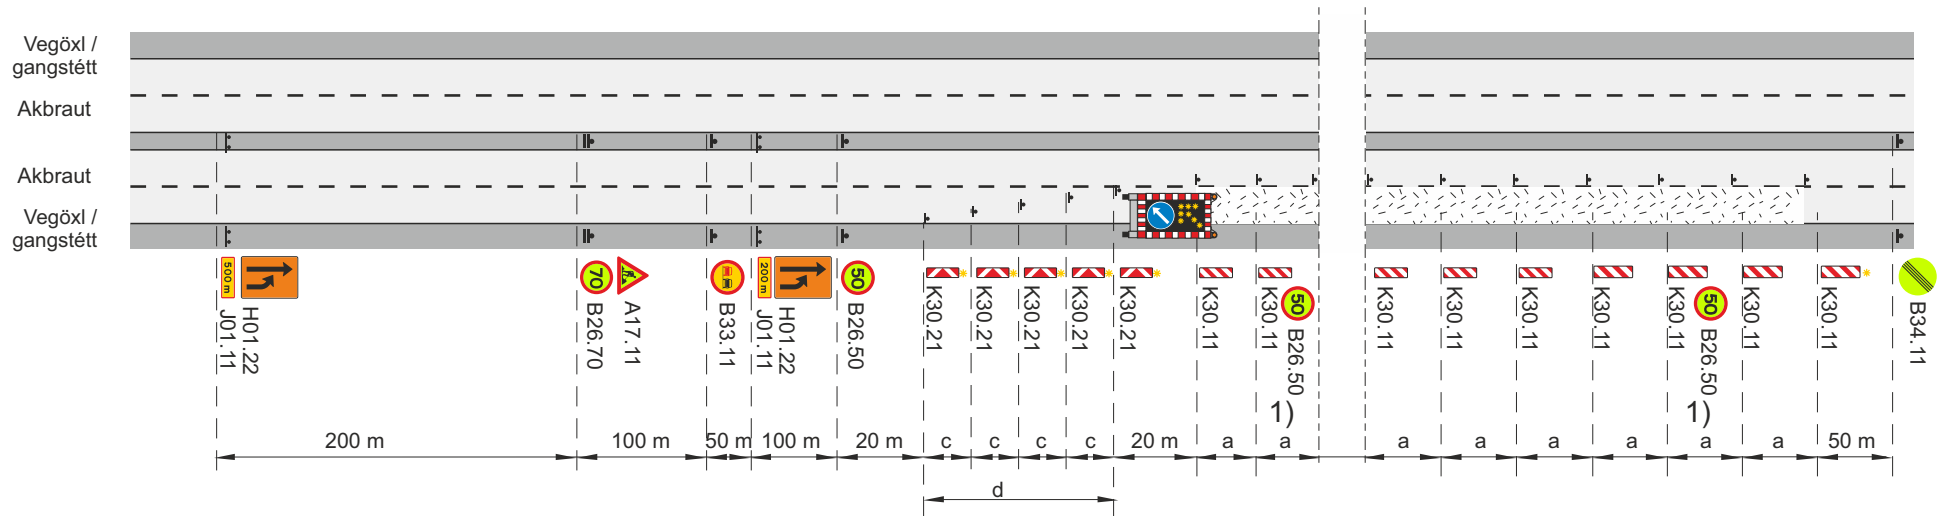 Vegöxl /
gangstétt
Akbraut
Akbraut
Vegöxl /
gangstétt
500 m
J01.11
H01.22
70
B26.70
A17.11
B33.11
200 m
J01.11
H01.22
50
B26.50
K30.21
K30.21
K30.21
K30.21
K30.21
K30.11
K30.11
50
B26.50
1)
K30.11
K30.11
K30.11
K30.11
K30.11
50
B26.50
1)
K30.11
K30.11
B34.11
200 m
100 m
50 m
100 m
20 m
c
c
c
c
20 m
a
a
a
a
a
a
a
a
50 m
d